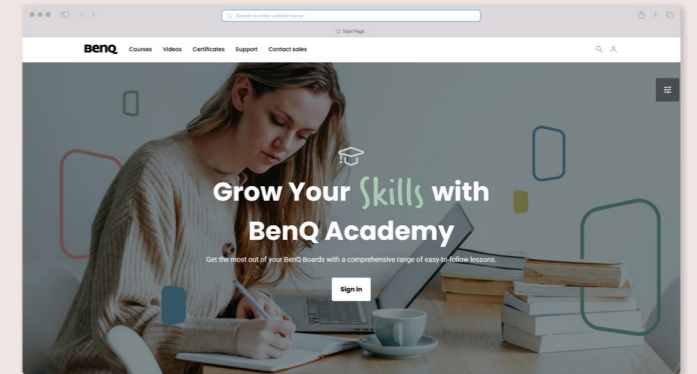 Search or enter website name
Start Page
BenQ Courses Videos Certificates Support Contact sales
Grow Your Skills with
BenQ Academy
Get the most out of your BenQ Boards with a comprehensive range of easy-to-follow lessons.
Sign in